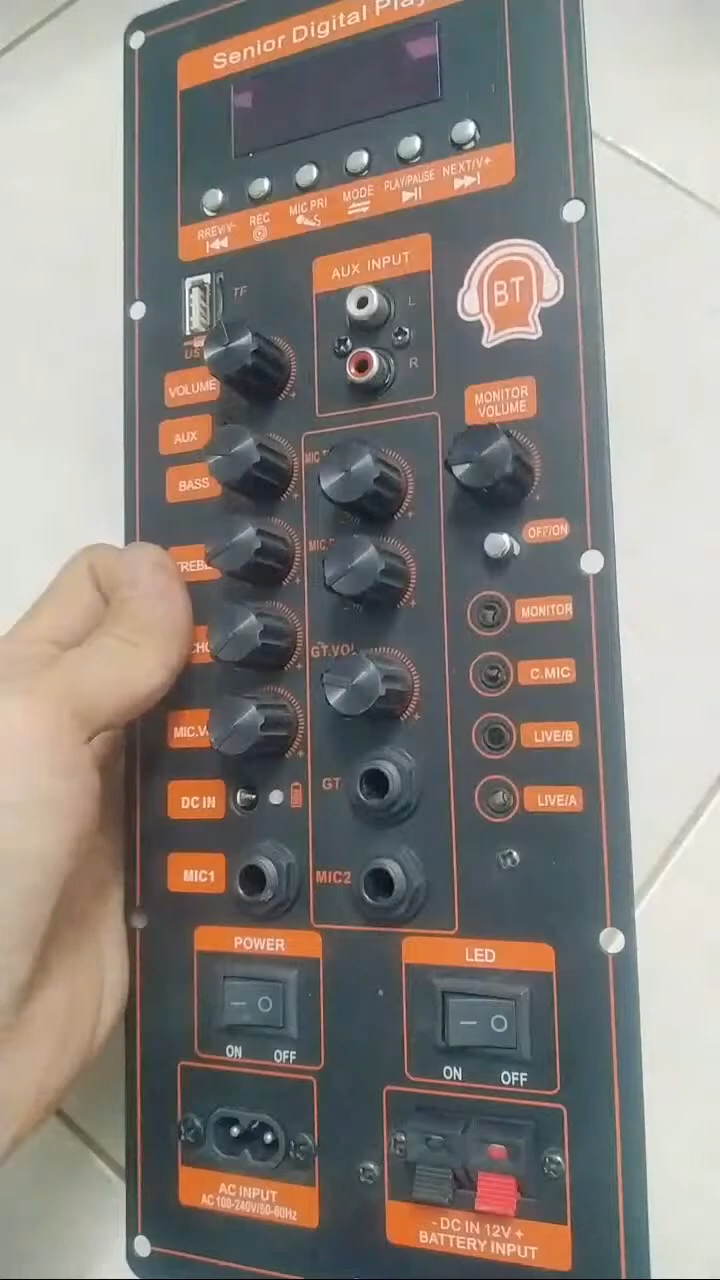 Senior Digital
RREV/V-
REC
MIC PRI
MODE
PLAY/PAUSE
NEXT/V+
TF
AUX INPUT
L
R
BT
VOLUME
MONITOR
VOLUME
AUX
BASS
MIC
OFF/ON
MONITOR
GT.VOL
C.MIC
LIVE/B
GT
DC IN
LIVE/A
MIC1
MIC2
POWER
LED
ON OFF
ON OFF
AC INPUT
AC 100-240V/50-60Hz
- DC IN 12V +
BATTERY INPUT